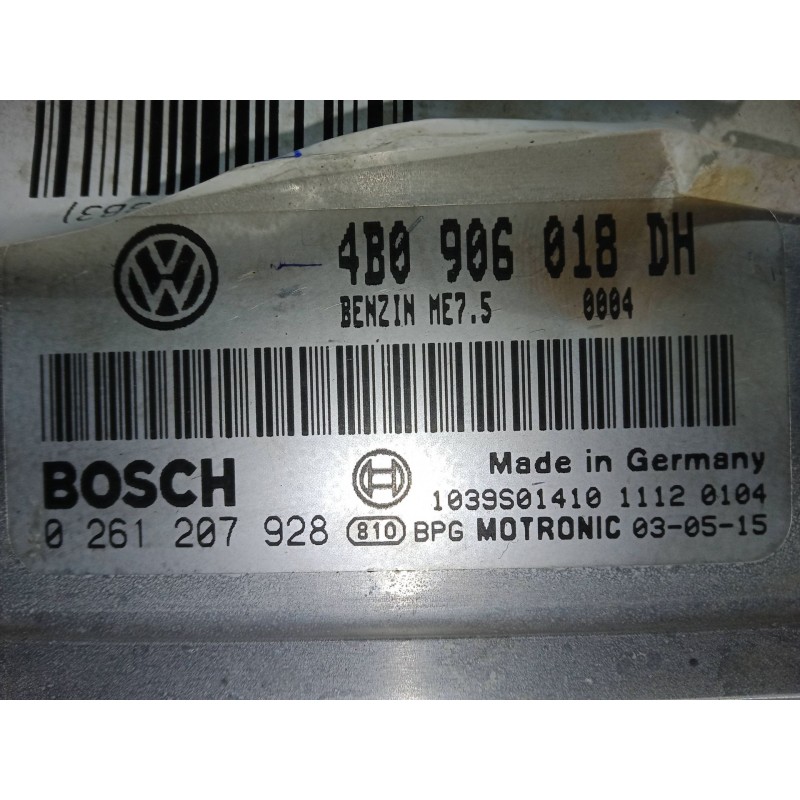 363)
4B0 906 018 DH
BENZIN ME7.5 0004
BOSCH
Made in Germany
1039S01410 1112 0104
0 261 207 928 810 BPG MOTRONIC 03-05-15